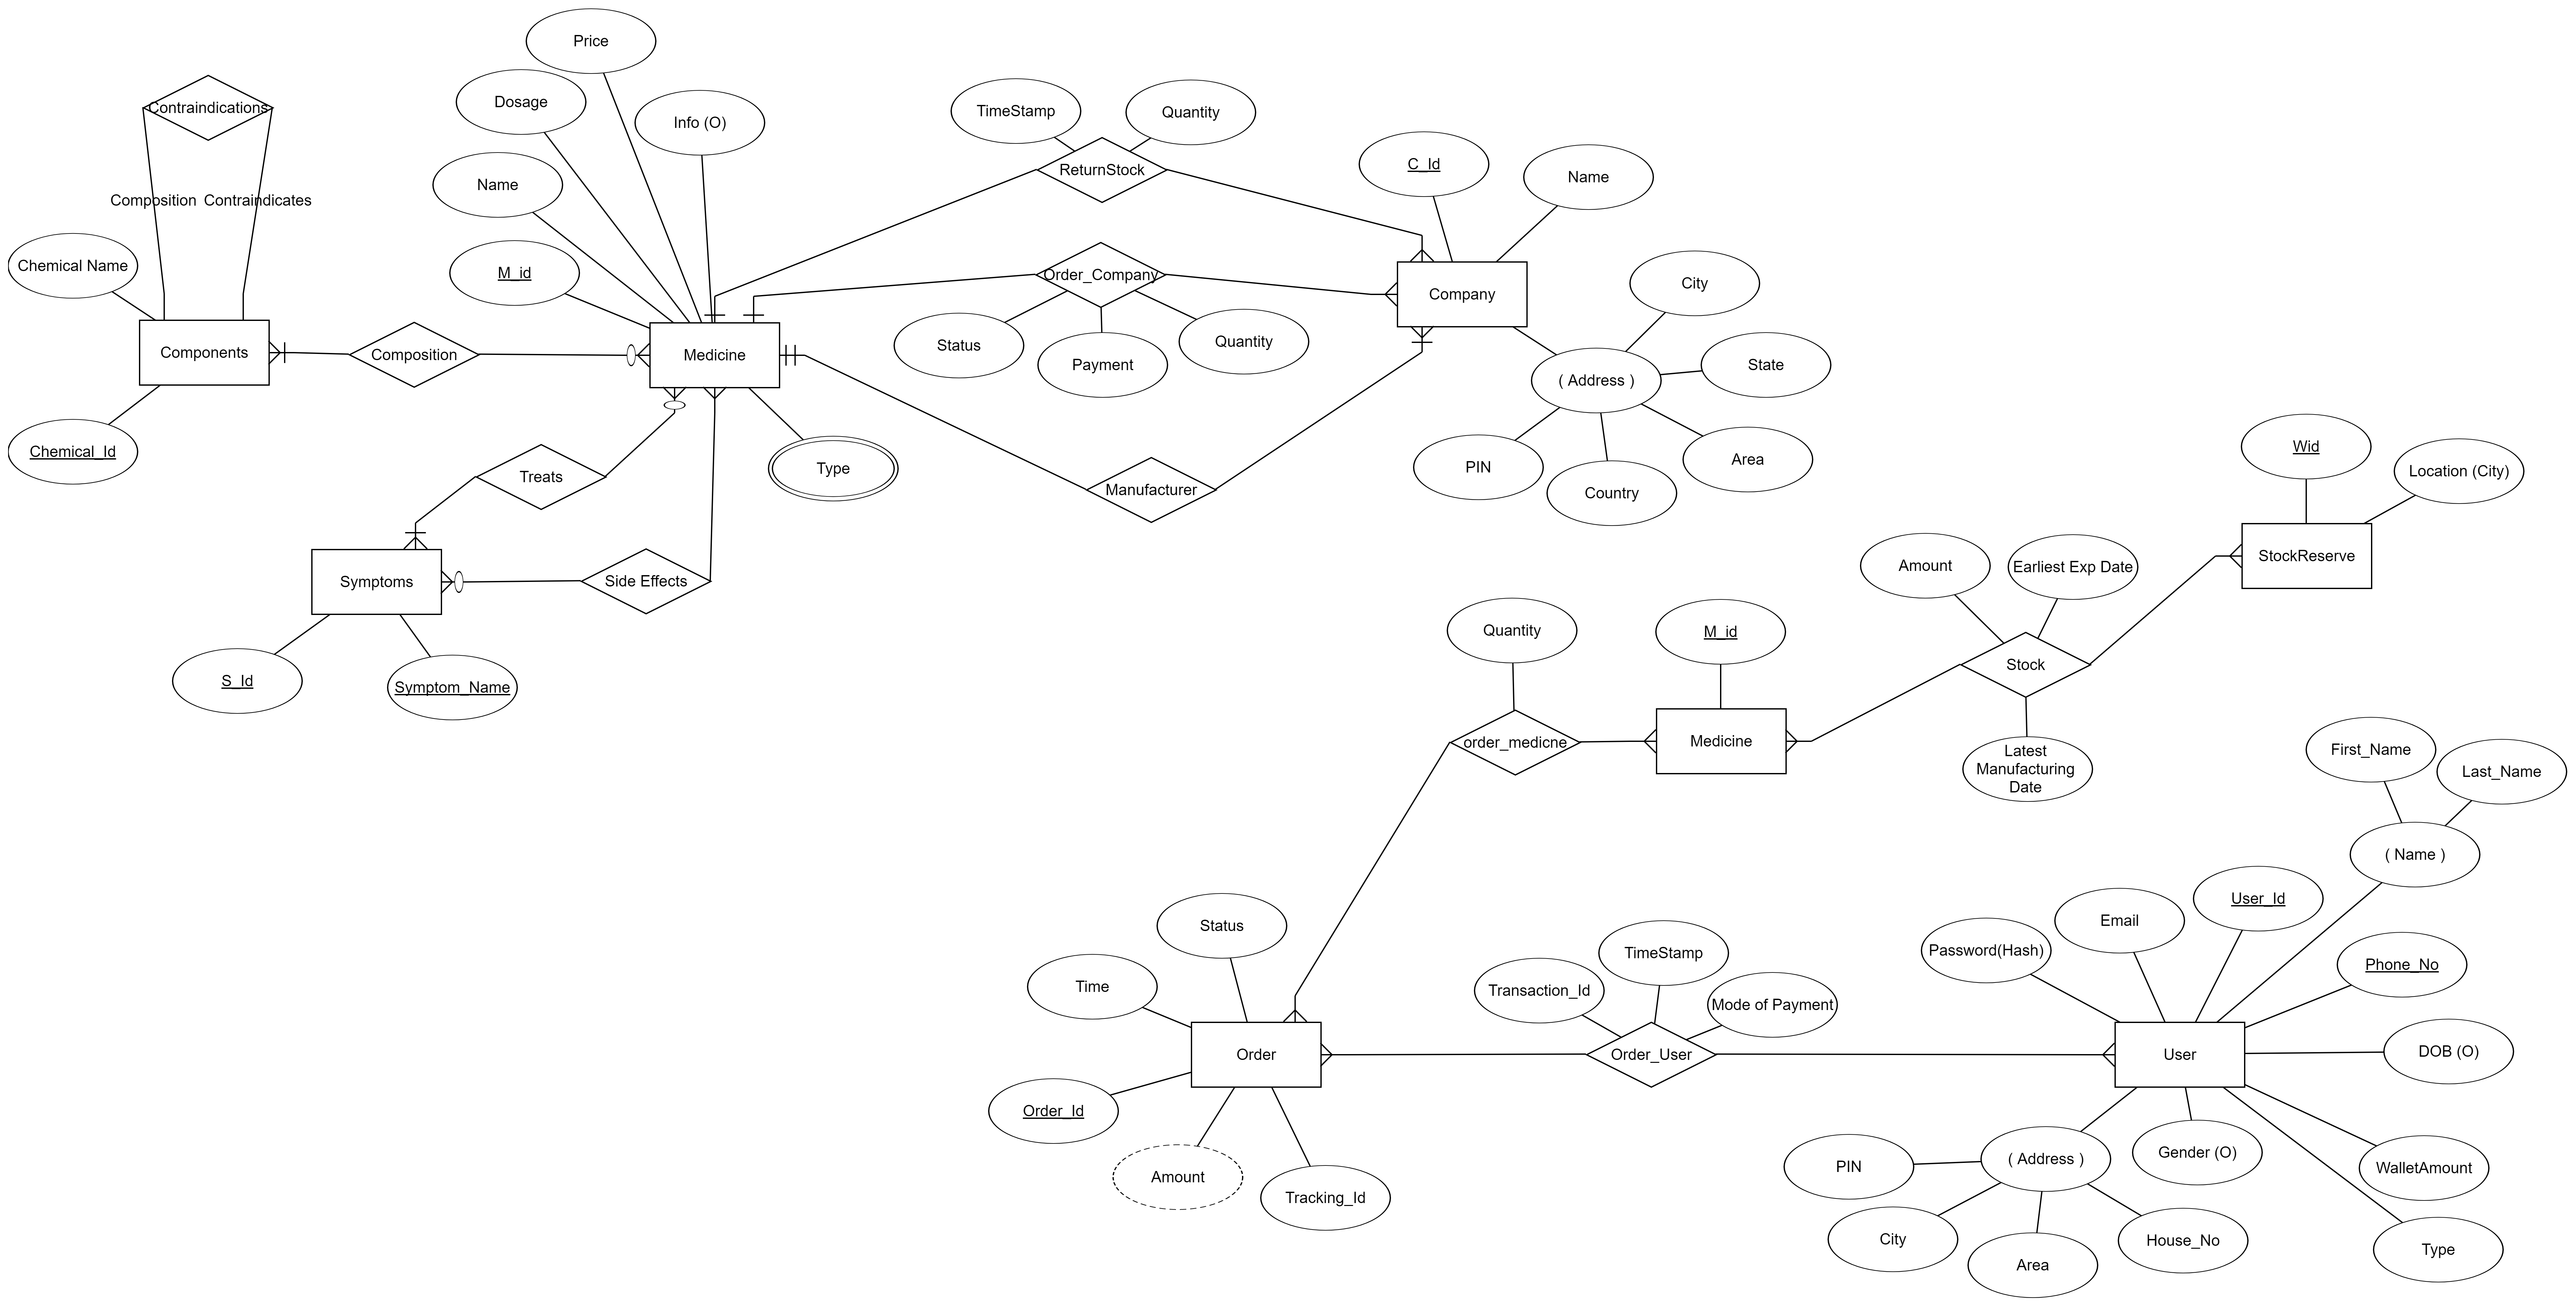 Price
Contraindications
Dosage
Info (O)
TimeStamp
Quantity
ReturnStock
C_Id
Name
Name
Composition
Contraindicates
Chemical Name
M_id
Order_Company
Company
City
Components
Composition
Medicine
Status
Payment
Quantity
( Address )
State
Chemical_Id
Treats
Type
Manufacturer
PIN
Country
Area
Wid
Location (City)
Symptoms
Side Effects
Amount
Earliest Exp Date
StockReserve
S_Id
Symptom_Name
Quantity
M_id
Stock
order_medicne
Medicine
Latest
Manufacturing
Date
First_Name
Last_Name
( Name )
Status
Time
Transaction_Id
TimeStamp
Mode of Payment
Password(Hash)
Email
User_Id
Phone_No
Order
Order_User
User
DOB (O)
Order_Id
Amount
Tracking_Id
PIN
( Address )
Gender (O)
WalletAmount
City
Area
House_No
Type